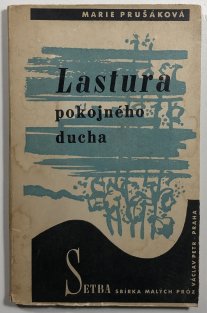 MARIE PRUŠÁKOVÁ
Lastura
pokojného
ducha
SETBA SBÍRKA MALÝCH PRÓZ
VÁCLAV PETR PRAHA